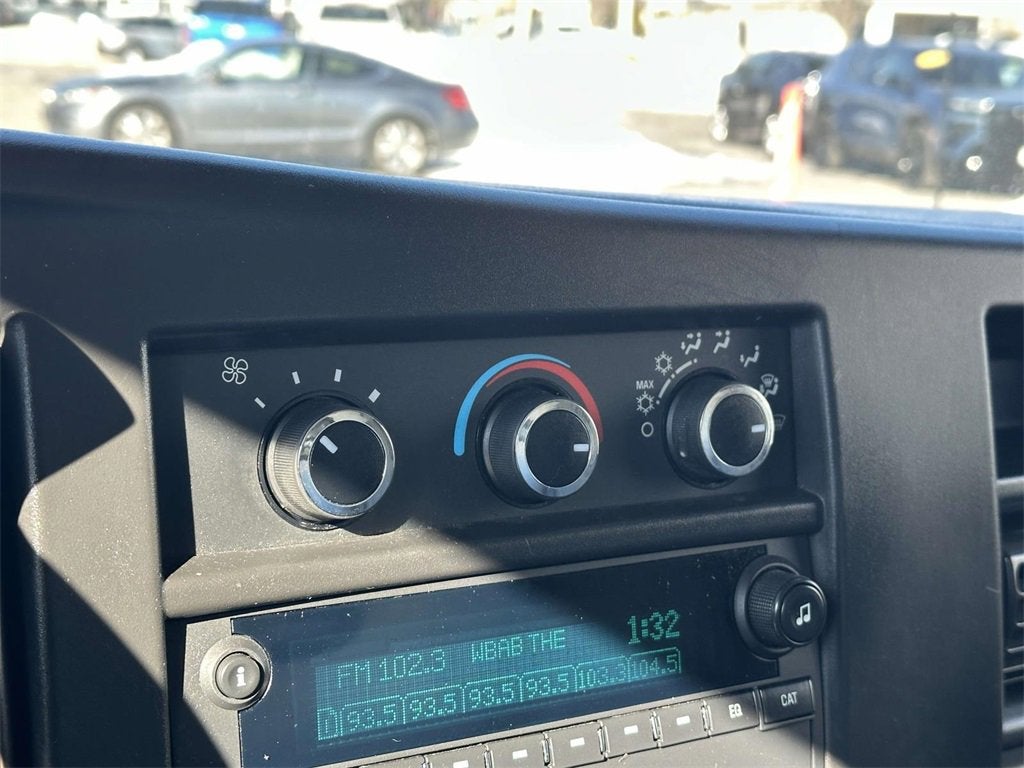 MAX
FM 102.3 WBAB THE 1:32
D 93.5 93.5 93.5 93.5 103.3 104.5
i
EQ CAT